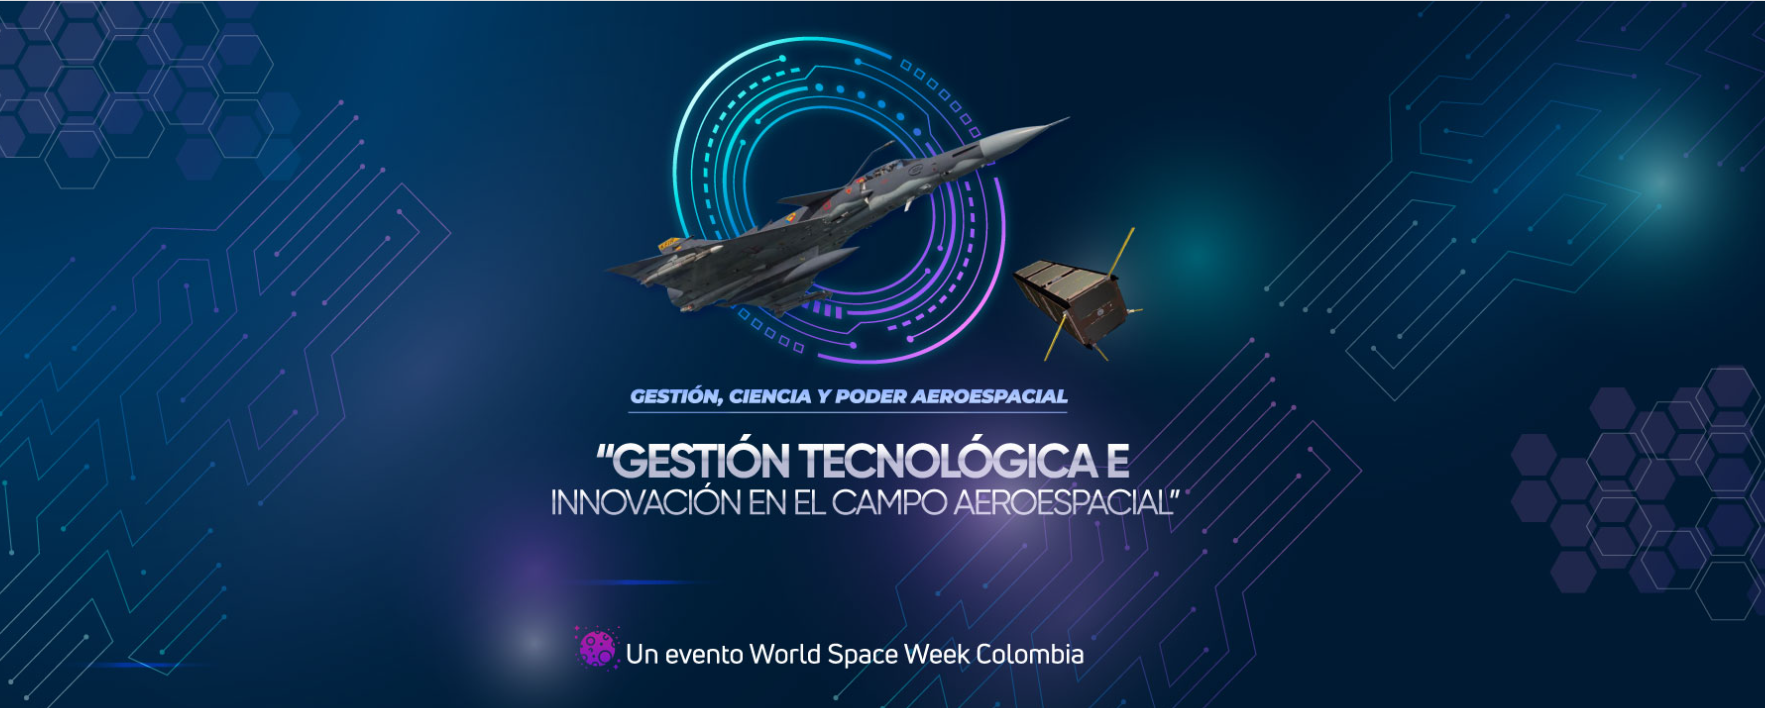 GESTIÓN, CIENCIA Y PODER AEROESPACIAL
“GESTIÓN TECNOLÓGICA E
INNOVACIÓN EN EL CAMPO AEROESPACIAL”
Un evento World Space Week Colombia